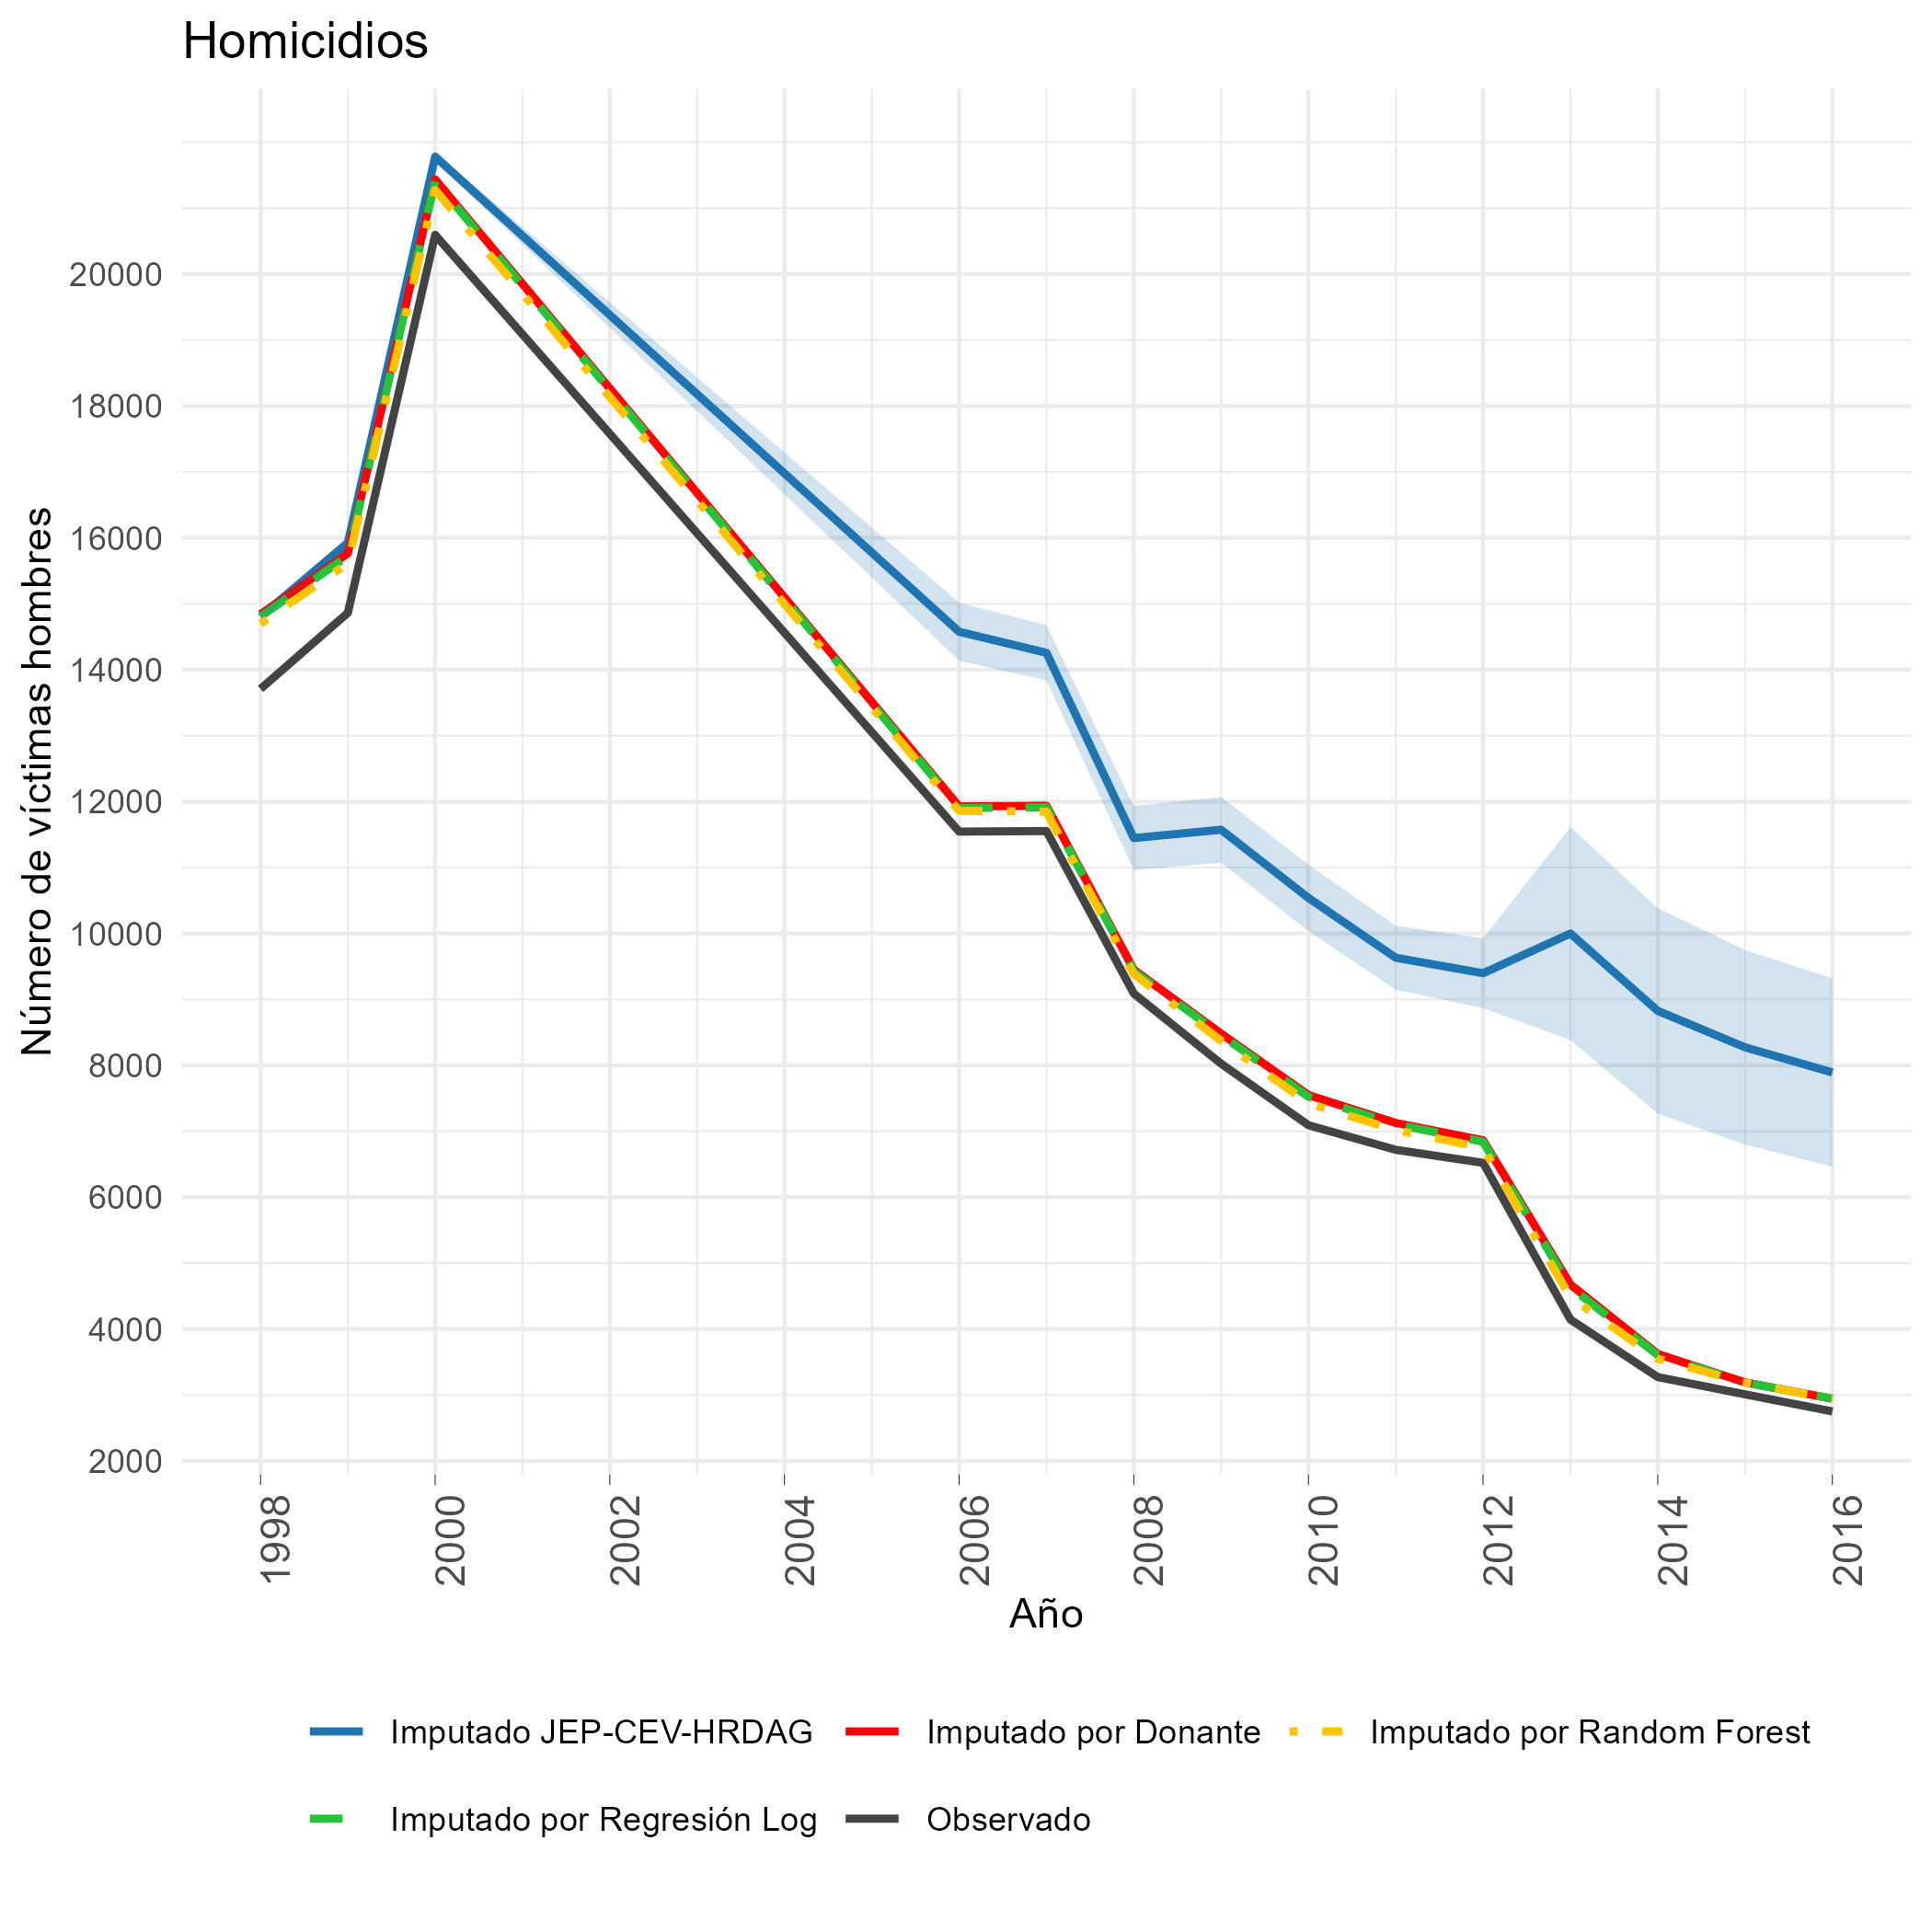 Homicidios
Número de víctimas hombres
20000
18000
16000
14000
12000
10000
8000
6000
4000
2000
1998
2000
2002
2004
2006
2008
2010
2012
2014
2016
Año
Imputado JEP-CEV-HRDAG
Imputado por Donante
Imputado por Random Forest
Imputado por Regresión Log
Observado